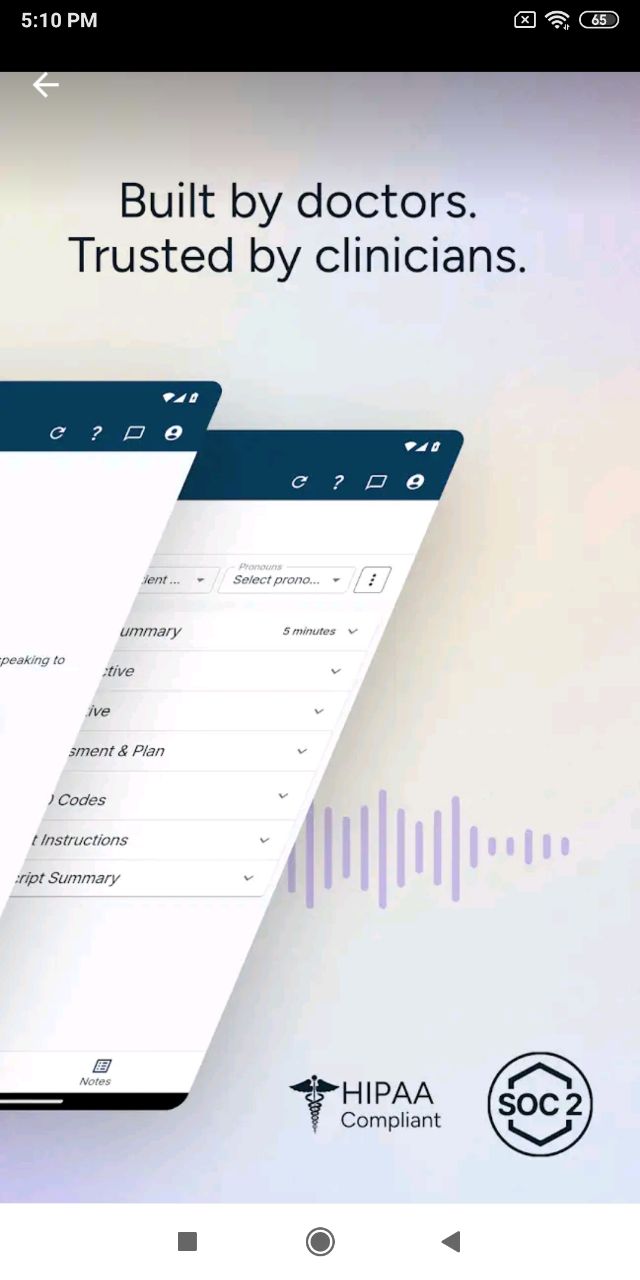 5:10 PM
65
Built by doctors.
Trusted by clinicians.
?
?
Pronouns
ient ...
Select prono...
ummary
5 minutes
speaking to
ctive
ive
sment & Plan
) Codes
t Instructions
cript Summary
Notes
HIPAA
Compliant
SOC 2